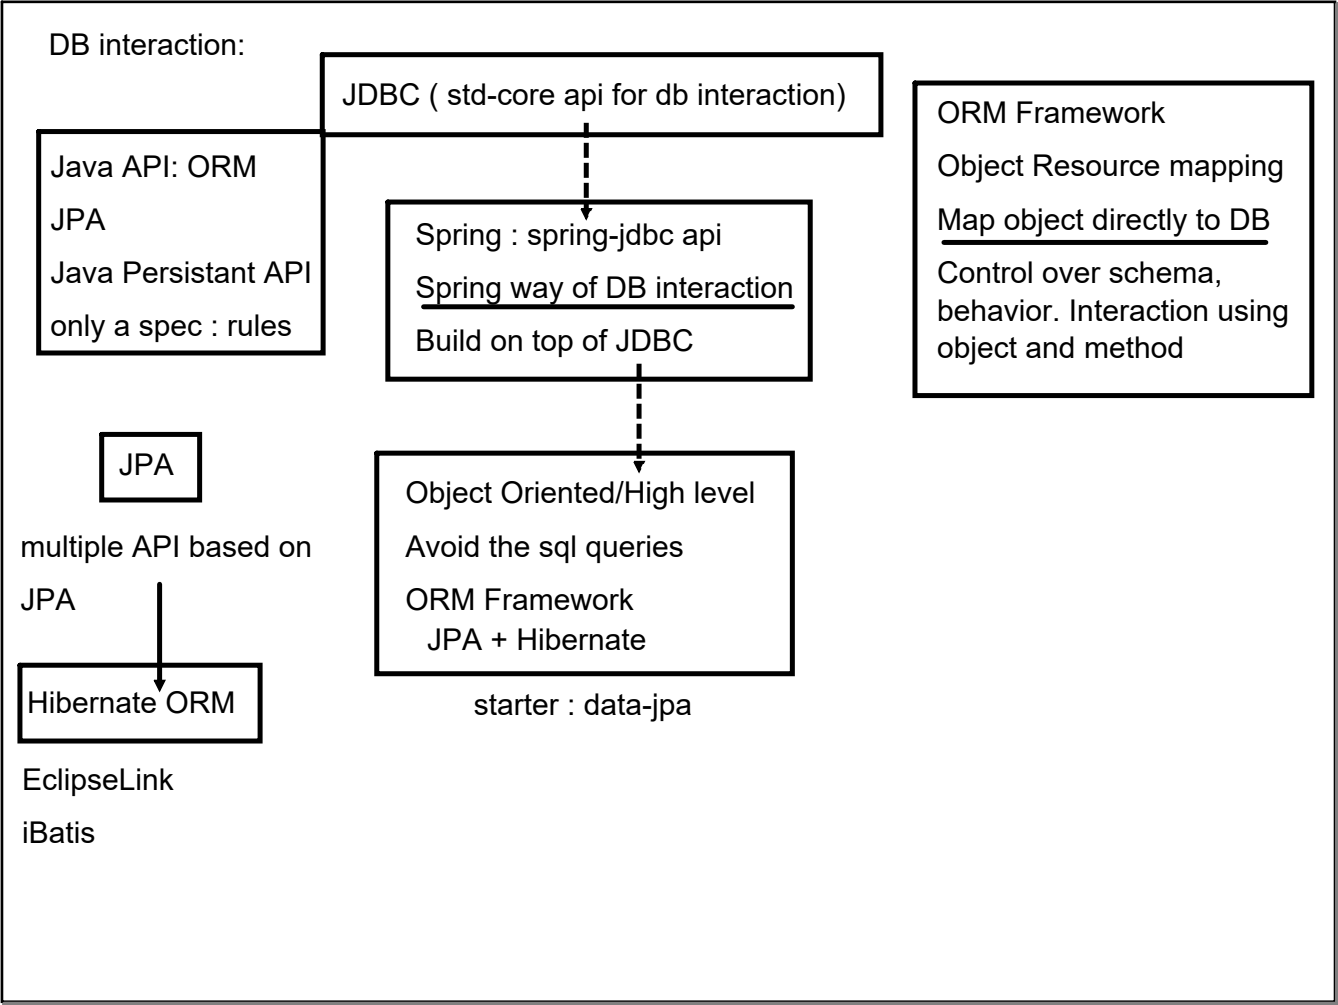 DB interaction:
JDBC ( std-core api for db interaction)
Java API: ORM
JPA
Java Persistant API
only a spec : rules
Spring : spring-jdbc api
Spring way of DB interaction
Build on top of JDBC
ORM Framework
Object Resource mapping
Map object directly to DB
Control over schema,
behavior. Interaction using
object and method
JPA
multiple API based on
JPA
Hibernate ORM
EclipseLink
iBatis
Object Oriented/High level
Avoid the sql queries
ORM Framework
JPA + Hibernate
starter : data-jpa